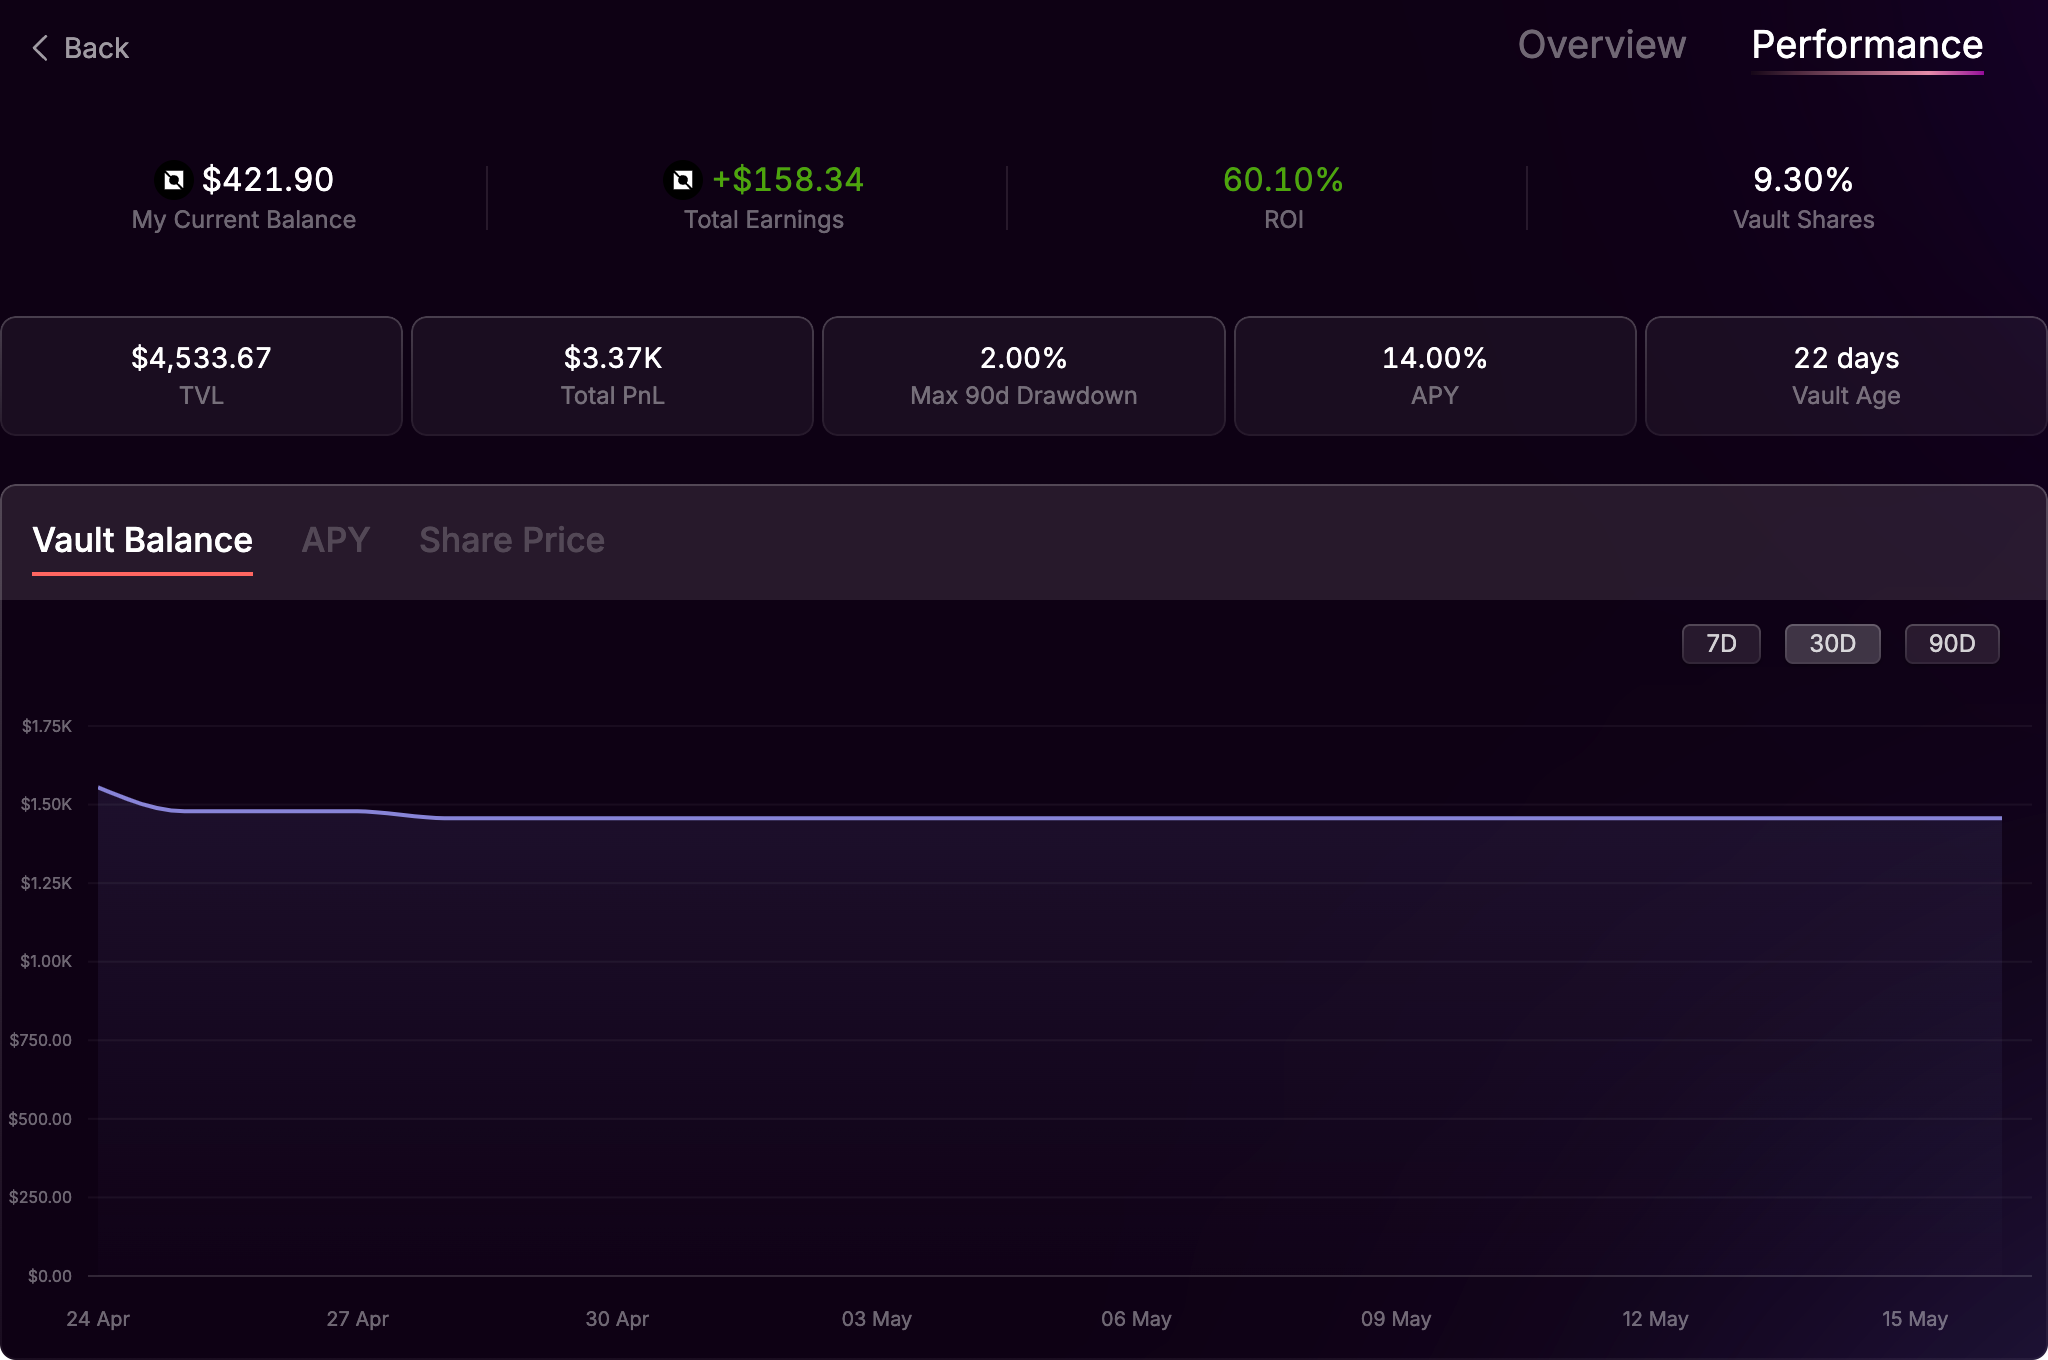 Back
Overview
Performance
$421.90
My Current Balance
+$158.34
Total Earnings
60.10%
ROI
9.30%
Vault Shares
$4,533.67
TVL
$3.37K
Total PnL
2.00%
Max 90d Drawdown
14.00%
APY
22 days
Vault Age
Vault Balance
APY
Share Price
7D
30D
90D
$1.75K
$1.50K
$1.25K
$1.00K
$750.00
$500.00
$250.00
$0.00
24 Apr
27 Apr
30 Apr
03 May
06 May
09 May
12 May
15 May